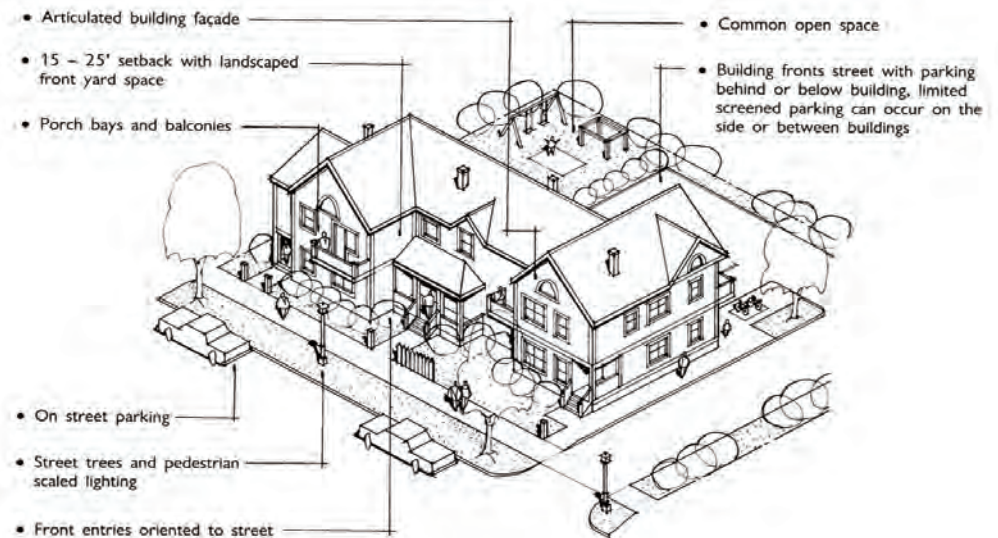 • Articulated building façade
• 15 – 25' setback with landscaped
front yard space
• Porch bays and balconies
• Common open space
• Building fronts street with parking
behind or below building, limited
screened parking can occur on the
side or between buildings
• On street parking
• Street trees and pedestrian
scaled lighting
• Front entries oriented to street